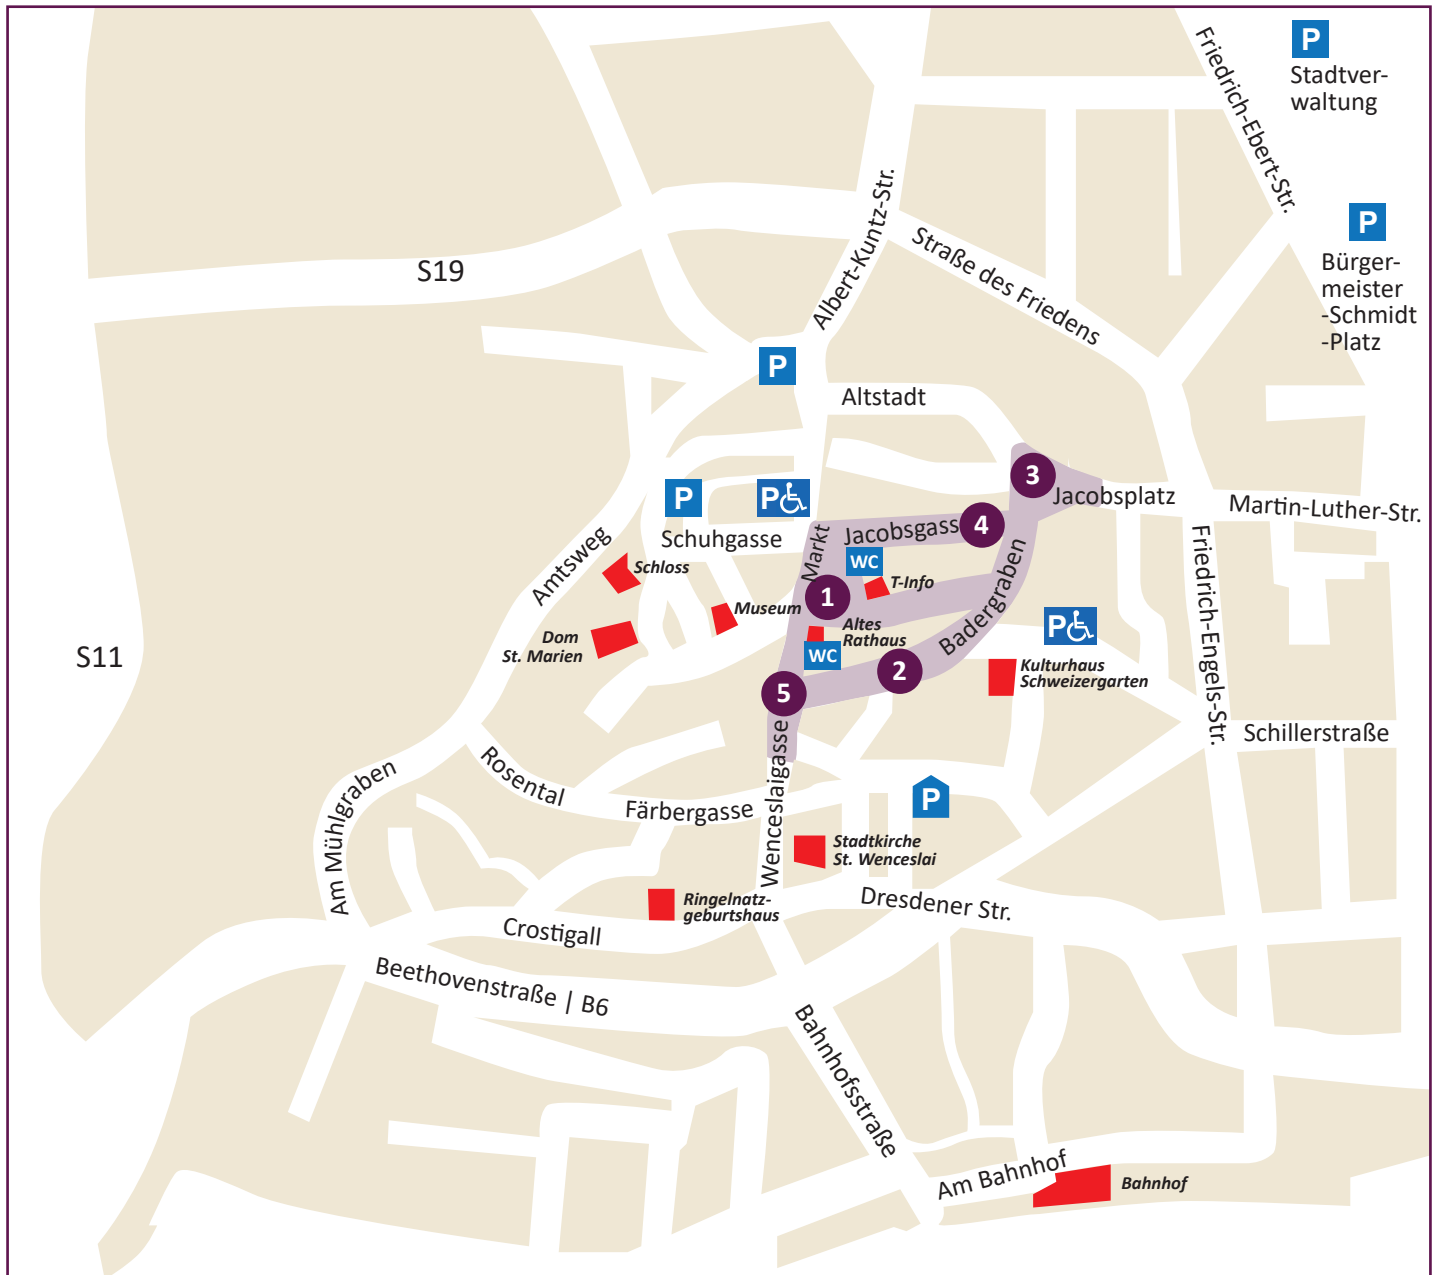 P
Stadtver-
waltung
Friedrich-Ebert-Str.
P
Bürger-
meister
-Schmidt
-Platz
Albert-Kuntz-Str.
Straße des Friedens
S19
P
Altstadt
3
Jacobsplatz
Martin-Luther-Str.
P
P
Schuhgasse
Markt
Jacobsgass
4
WC
Amtsweg
Schloss
T-Info
1
Museum
Badergraben
Friedrich-Engels-Str.
Altes
Rathaus
P
Dom
St. Marien
WC
S11
2
Kulturhaus
Schweizergarten
5
Schillerstraße
Wenceslaigasse
Rosental
Am Mühlgraben
Färbergasse
P
Stadtkirche
St. Wenceslai
Ringelnatz-
geburtshaus
Dresdener Str.
Crostigall
Beethovenstraße | B6
Bahnhofsstraße
Am Bahnhof
Bahnhof